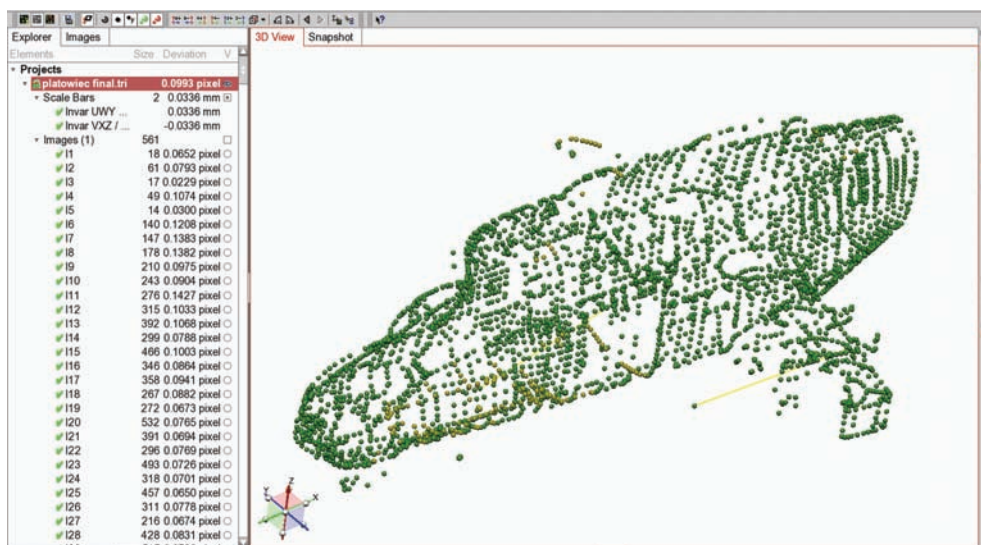 Explorer Images
3D View Snapshot
Elements Size Deviation V
Projects
platowiec final.tri 0.0993 pixel
Scale Bars 2 0.0336 mm
Invar UWY ... 0.0336 mm
Invar VXZ / ... -0.0336 mm
Images (1) 561
I1 18 0.0652 pixel
I2 61 0.0793 pixel
I3 17 0.0229 pixel
I4 49 0.1074 pixel
I5 14 0.0300 pixel
I6 140 0.1208 pixel
I7 147 0.1383 pixel
I8 178 0.1382 pixel
I9 210 0.0975 pixel
I10 243 0.0904 pixel
I11 276 0.1427 pixel
I12 315 0.1033 pixel
I13 392 0.1068 pixel
I14 299 0.0788 pixel
I15 466 0.1003 pixel
I16 346 0.0864 pixel
I17 358 0.0941 pixel
I18 267 0.0882 pixel
I19 272 0.0673 pixel
I20 532 0.0765 pixel
I21 391 0.0694 pixel
I22 296 0.0769 pixel
I23 493 0.0726 pixel
I24 318 0.0701 pixel
I25 457 0.0650 pixel
I26 311 0.0778 pixel
I27 216 0.0674 pixel
I28 428 0.0831 pixel
Z
Y
X